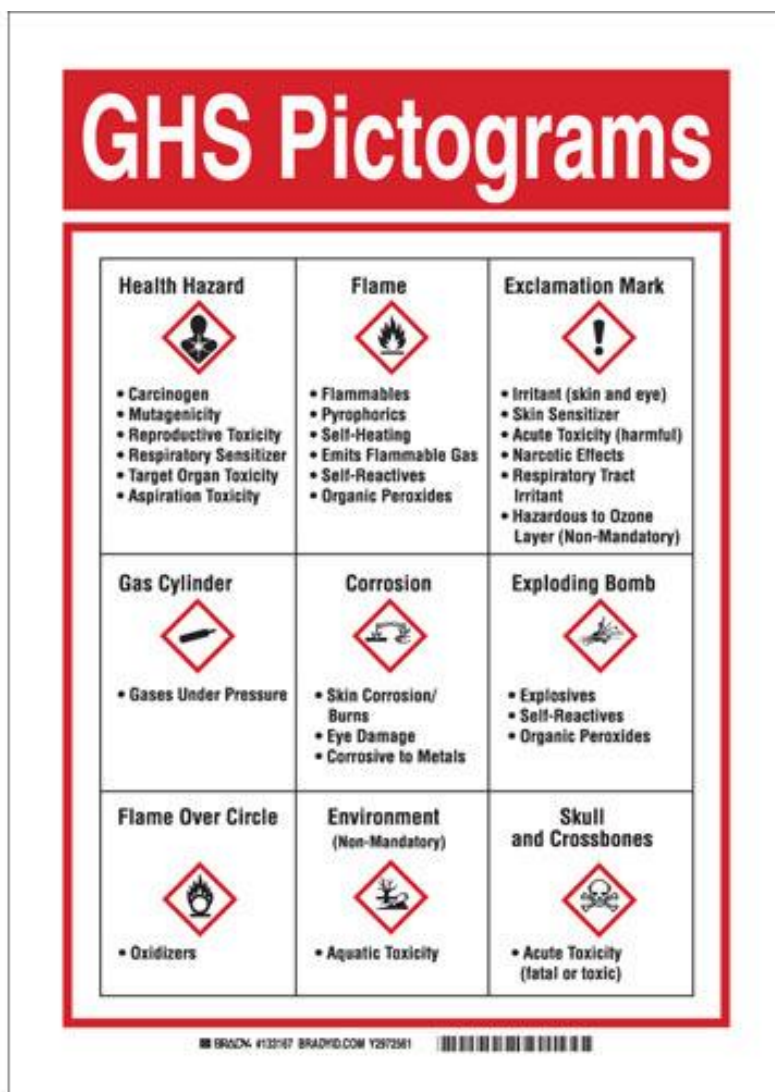 GHS Pictograms
Health Hazard
• Carcinogen
• Mutagenicity
• Reproductive Toxicity
• Respiratory Sensitizer
• Target Organ Toxicity
• Aspiration Toxicity
Flame
• Flammables
• Pyrophorics
• Self-Heating
• Emits Flammable Gas
• Self-Reactives
• Organic Peroxides
Exclamation Mark
• Irritant (skin and eye)
• Skin Sensitizer
• Acute Toxicity (harmful)
• Narcotic Effects
• Respiratory Tract
Irritant
• Hazardous to Ozone
Layer (Non-Mandatory)
Gas Cylinder
• Gases Under Pressure
Corrosion
• Skin Corrosion/
Burns
• Eye Damage
• Corrosive to Metals
Exploding Bomb
• Explosives
• Self-Reactives
• Organic Peroxides
Flame Over Circle
• Oxidizers
Environment
(Non-Mandatory)
• Aquatic Toxicity
Skull
and Crossbones
• Acute Toxicity
(fatal or toxic)
BRADY #133167 BRADYID.COM Y2972561